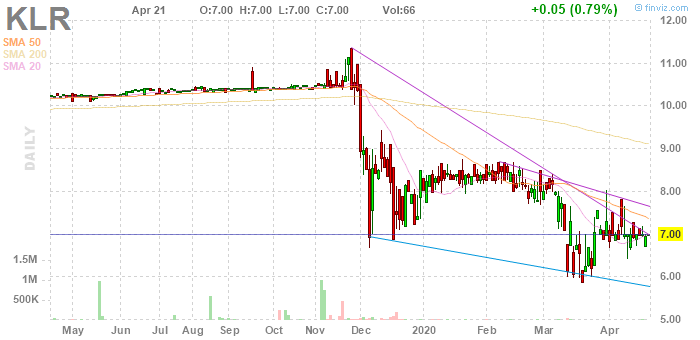 © finviz.com
KLR Apr 21 O:7.00 H:7.00 L:7.00 C:7.00 Vol:66 +0.05 (0.79%)
SMA 50
SMA 200
SMA 20
DAILY
12.00
11.00
10.00
9.00
8.00
7.00
6.00
5.00
1.5M
1M
500K
May Jun Jul Aug Sep Oct Nov Dec 2020 Feb Mar Apr